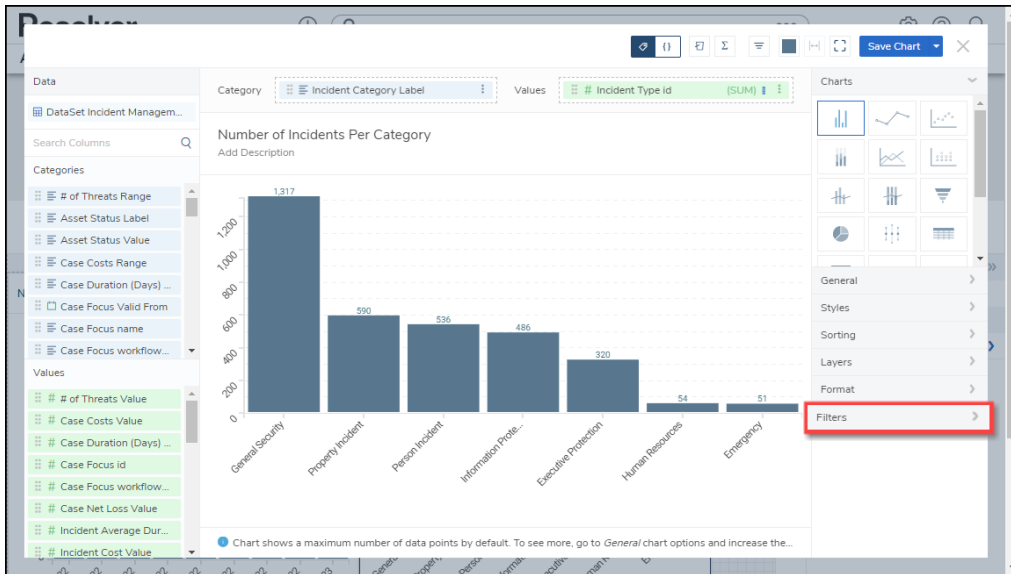 Resolver
Save Chart
Data
DataSet Incident Managem...
Search Columns
Categories
# of Threats Range
Asset Status Label
Asset Status Value
Case Costs Range
Case Duration (Days) ...
Case Focus Valid From
Case Focus name
Case Focus workflow...
Values
# # of Threats Value
# Case Costs Value
# Case Duration (Days) ...
# Case Focus id
# Case Focus workflow...
# Case Net Loss Value
# Incident Average Dur...
# Incident Cost Value
Category
Incident Category Label
Values
# Incident Type id
(SUM)
Number of Incidents Per Category
Add Description
1,317
590
536
486
320
54
51
1,200
1,000
800
600
400
200
0
General Security
Property Incident
Person Incident
Information Prote...
Executive Protection
Human Resources
Emergency
Chart shows a maximum number of data points by default. To see more, go to General chart options and increase the...
Charts
General
Styles
Sorting
Layers
Format
Filters